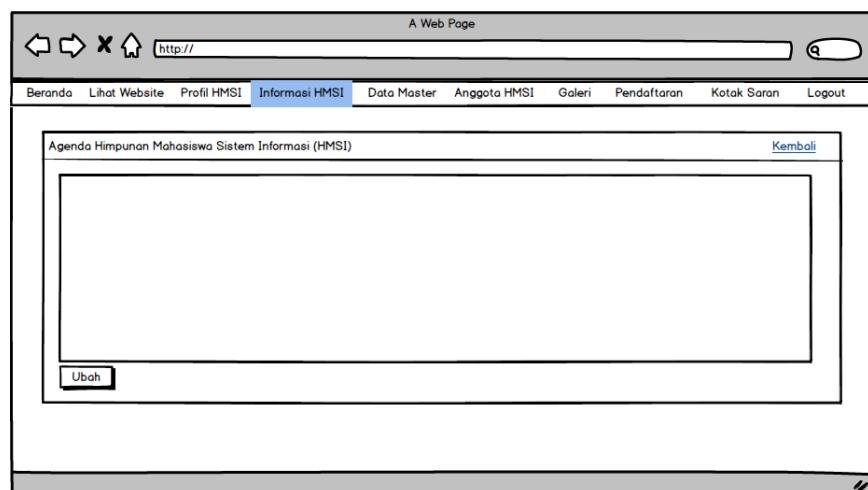 A Web Page
http://
Beranda Lihat Website Profil HMSI Informasi HMSI Data Master Anggota HMSI Galeri Pendaftaran Kotak Saran Logout
Agenda Himpunan Mahasiswa Sistem Informasi (HMSI) Kembali
Ubah